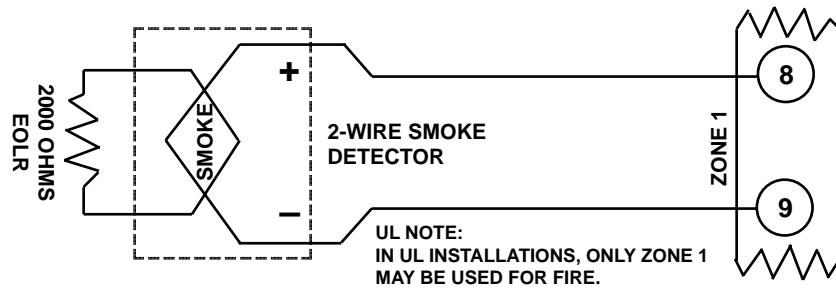 2000 OHMS
EOLR
SMOKE
+
–
2-WIRE SMOKE
DETECTOR
ZONE 1
8
9
UL NOTE:
IN UL INSTALLATIONS, ONLY ZONE 1
MAY BE USED FOR FIRE.